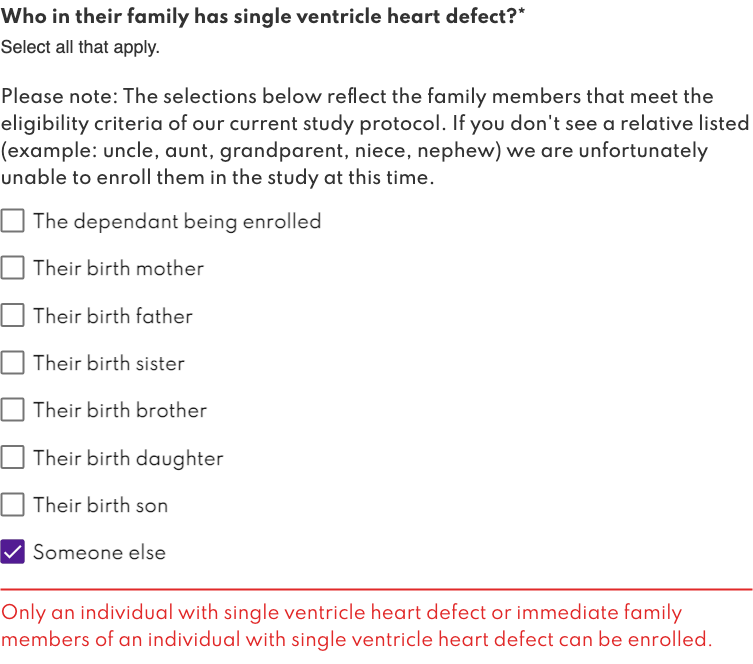 Who in their family has single ventricle heart defect?*
Select all that apply.
Please note: The selections below reflect the family members that meet the
eligibility criteria of our current study protocol. If you don't see a relative listed
(example: uncle, aunt, grandparent, niece, nephew) we are unfortunately
unable to enroll them in the study at this time.
The dependant being enrolled
Their birth mother
Their birth father
Their birth sister
Their birth brother
Their birth daughter
Their birth son
Someone else
Only an individual with single ventricle heart defect or immediate family
members of an individual with single ventricle heart defect can be enrolled.